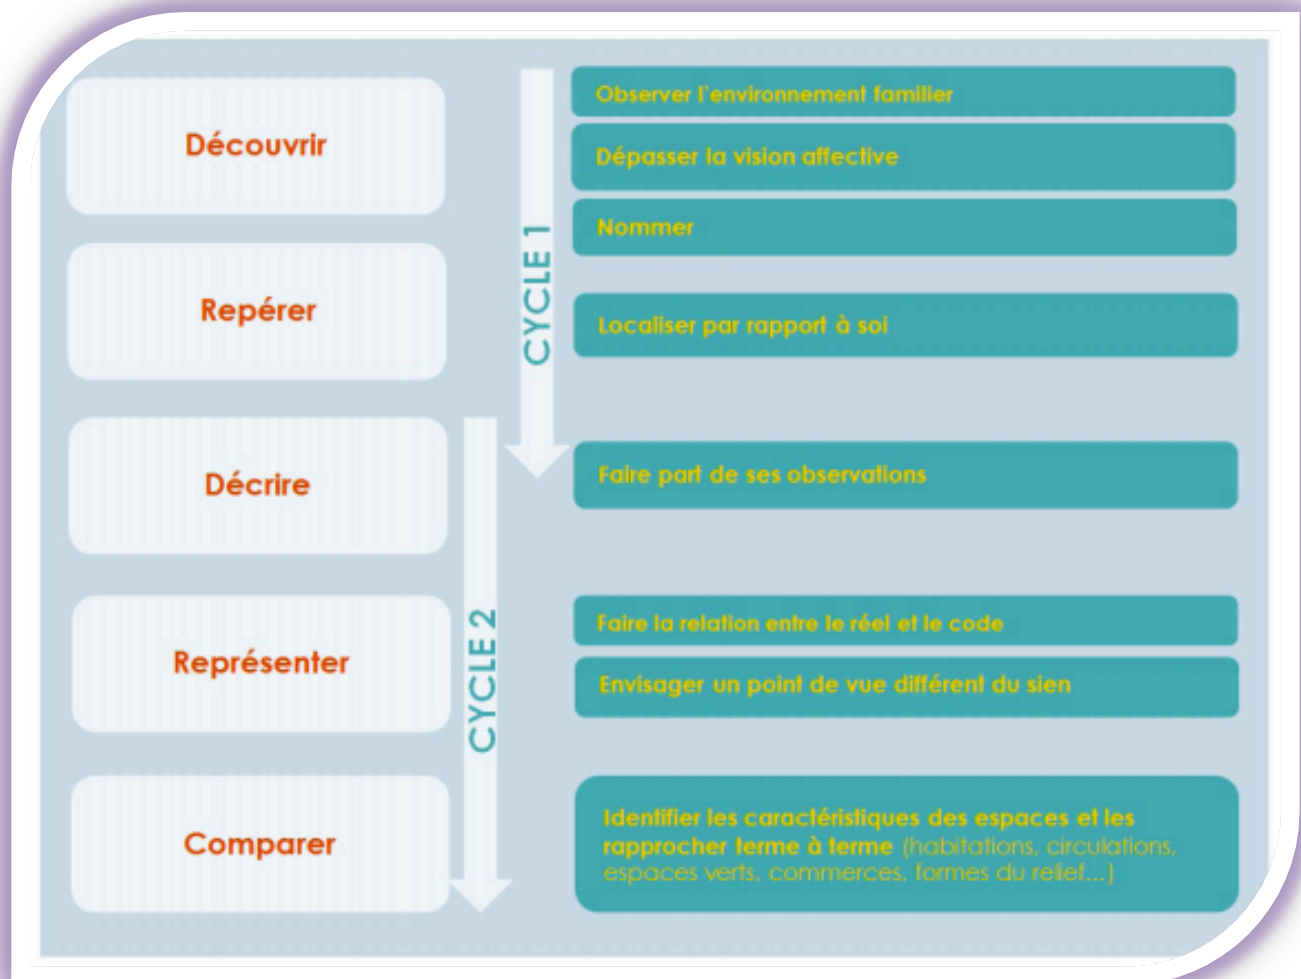 Découvrir
Observer l'environnement familier
Dépasser la vision affective
Nommer
CYCLE 1
Repérer
Localiser par rapport à soi
Décrire
Faire part de ses observations
CYCLE 2
Représenter
Faire la relation entre le réel et le code
Envisager un point de vue différent du sien
Comparer
Identifier les caractéristiques des espaces et les
rapprocher terme à terme (habitations, circulations,
espaces verts, commerces, formes du relief...)